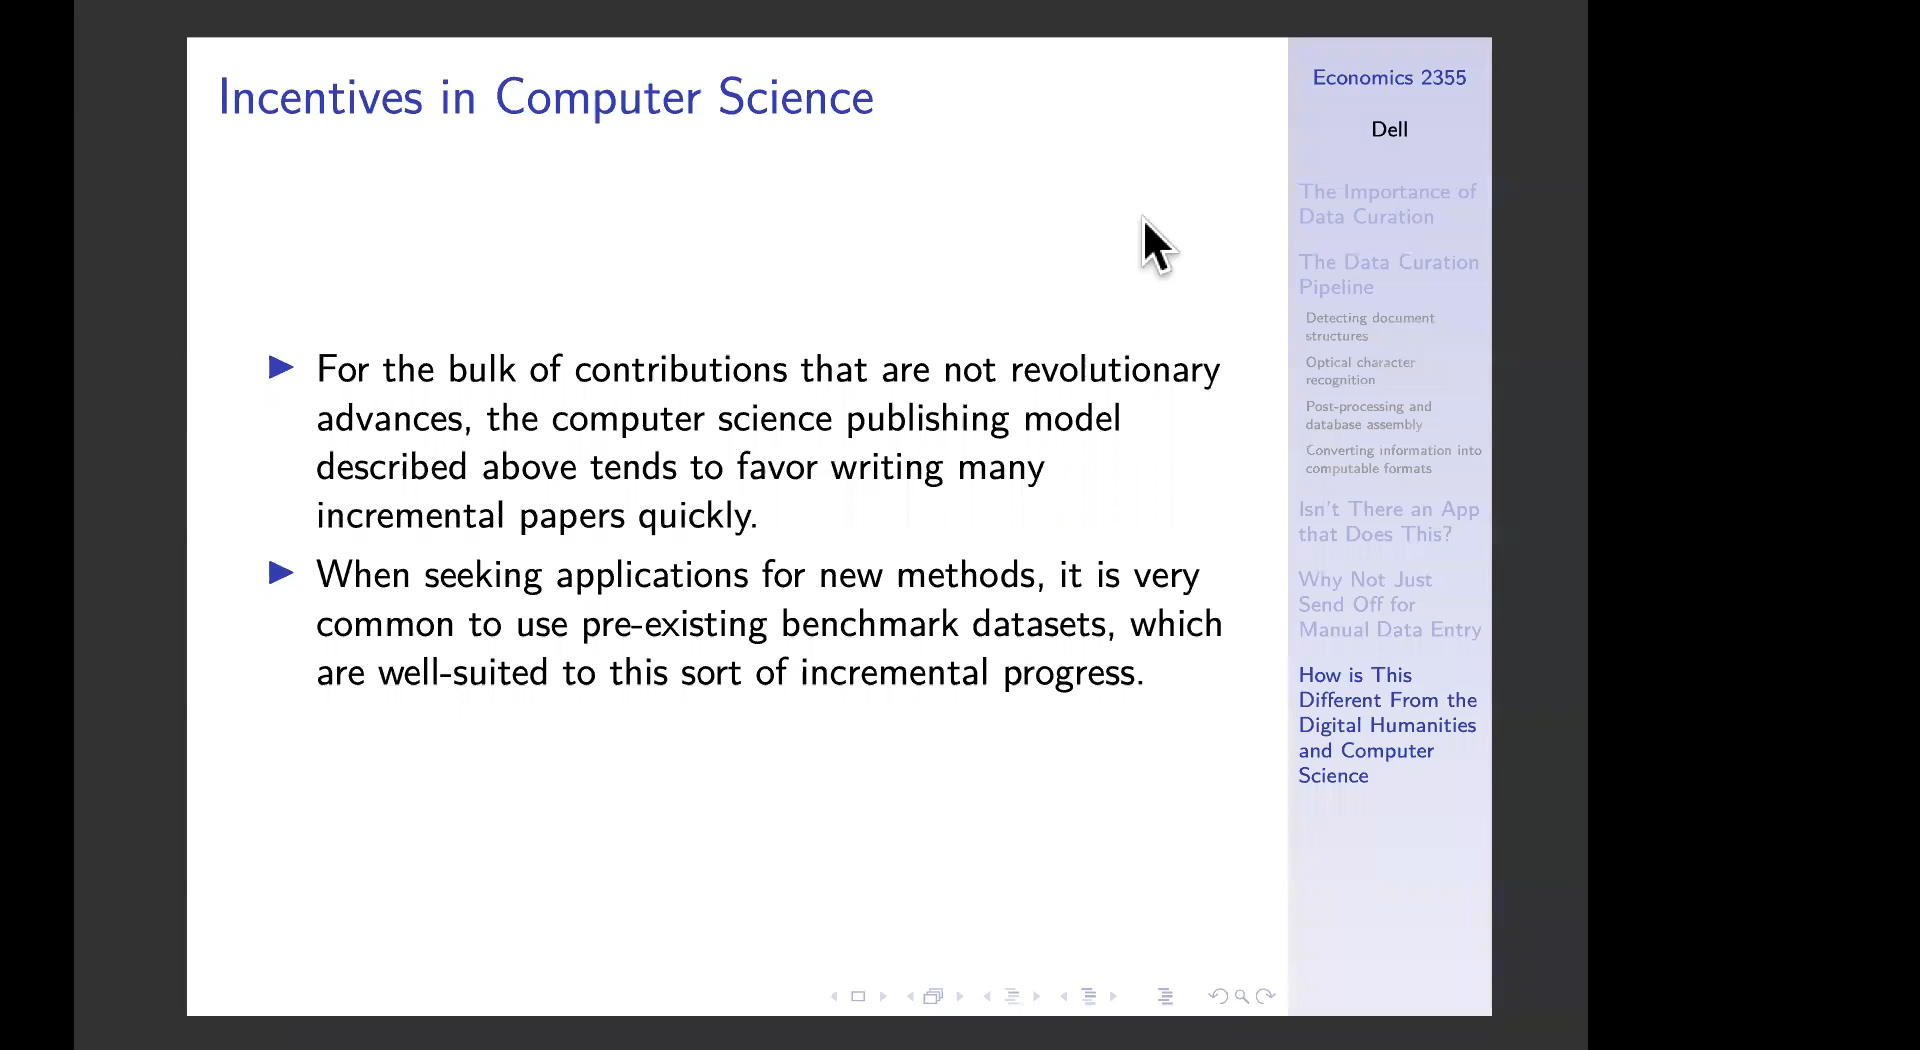 Incentives in Computer Science
For the bulk of contributions that are not revolutionary
advances, the computer science publishing model
described above tends to favor writing many
incremental papers quickly.
When seeking applications for new methods, it is very
common to use pre-existing benchmark datasets, which
are well-suited to this sort of incremental progress.
Economics 2355
Dell
The Importance of
Data Curation
The Data Curation
Pipeline
Detecting document
structures
Optical character
recognition
Post-processing and
database assembly
Converting information into
computable formats
Isn't There an App
that Does This?
Why Not Just
Send Off for
Manual Data Entry
How is This
Different From the
Digital Humanities
and Computer
Science